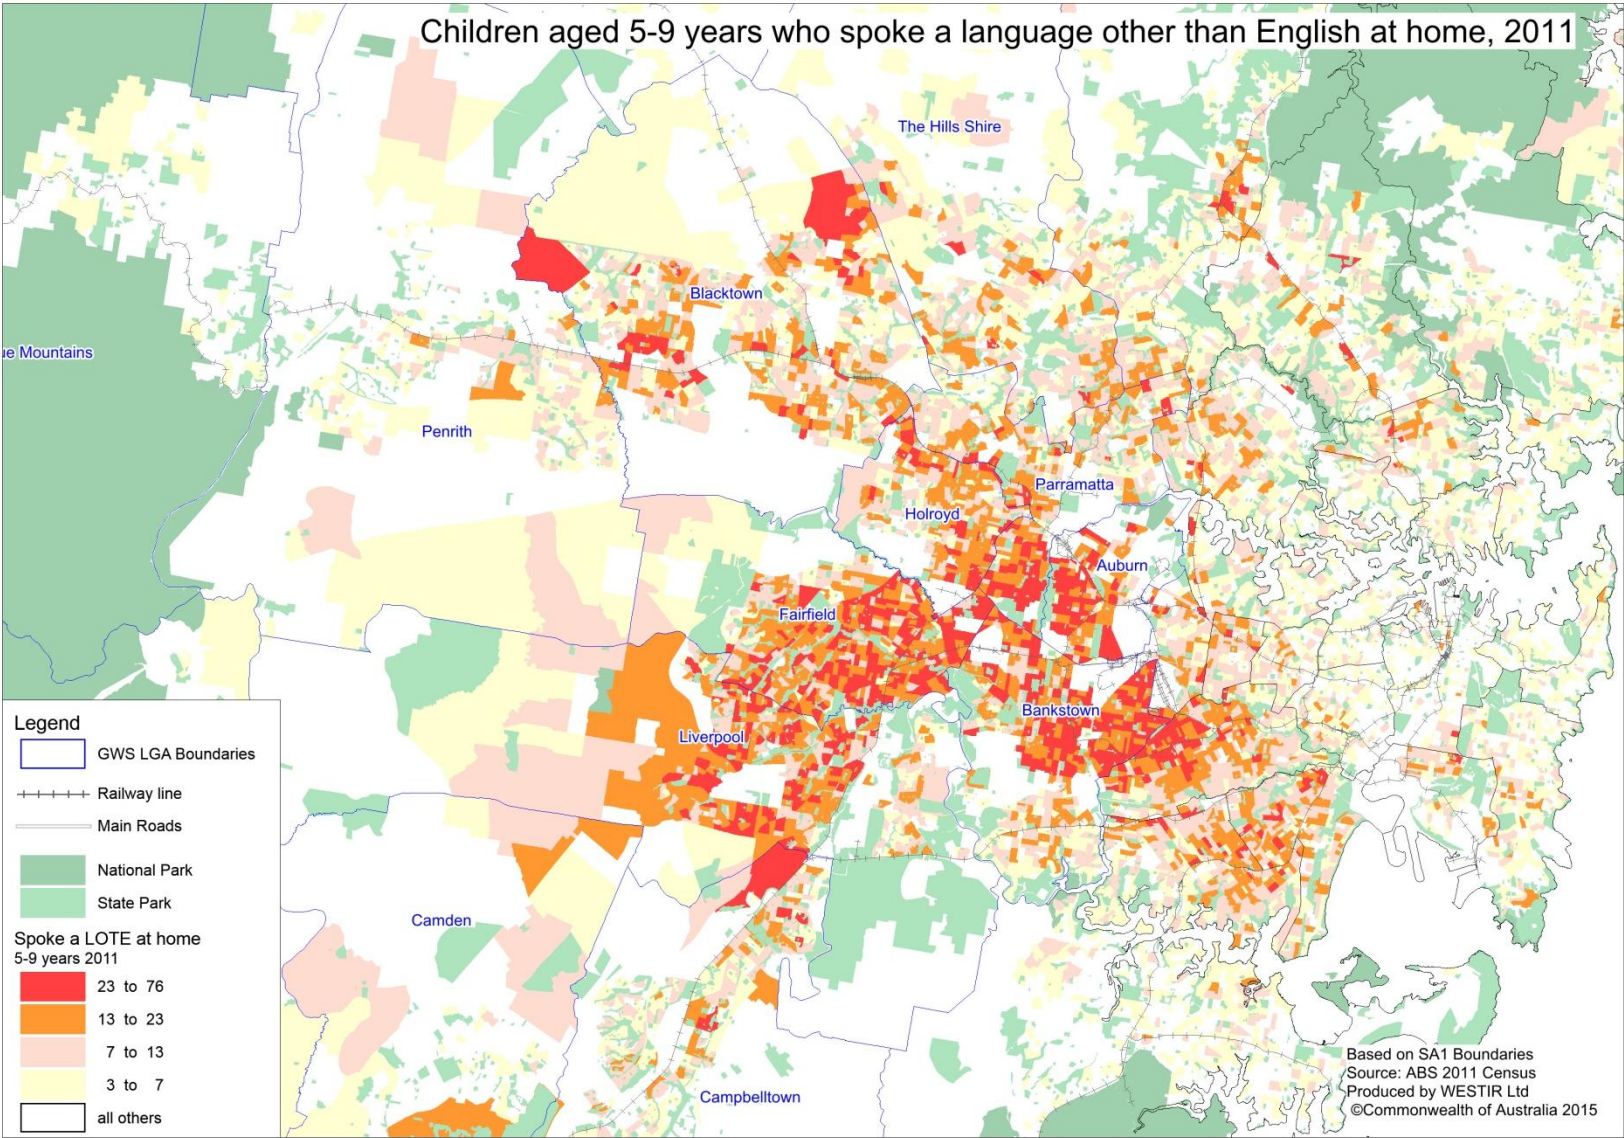 Children aged 5-9 years who spoke a language other than English at home, 2011
The Hills Shire
Blacktown
ue Mountains
Penrith
Parramatta
Holroyd
Auburn
Fairfield
Bankstown
Liverpool
Camden
Campbelltown
Legend
GWS LGA Boundaries
Railway line
Main Roads
National Park
State Park
Spoke a LOTE at home
5-9 years 2011
23 to 76
13 to 23
7 to 13
3 to 7
all others
Based on SA1 Boundaries
Source: ABS 2011 Census
Produced by WESTIR Ltd
©Commonwealth of Australia 2015